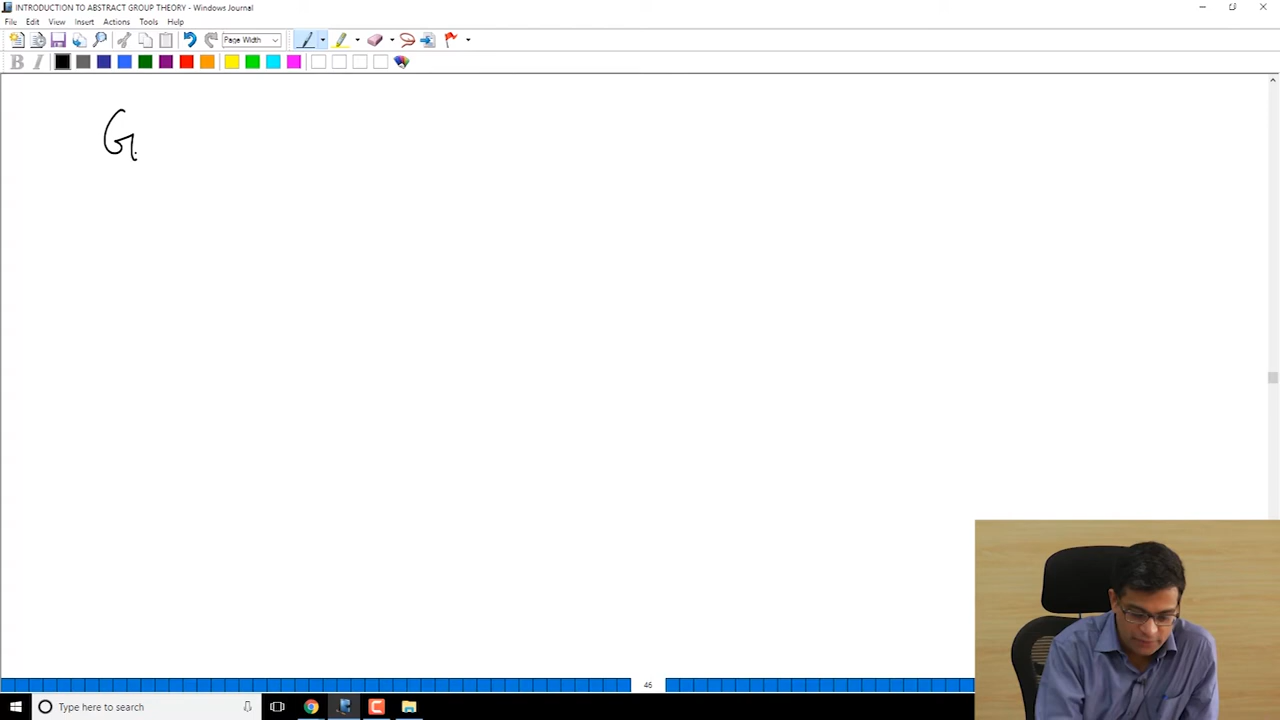 INTRODUCTION TO ABSTRACT GROUP THEORY - Windows Journal
File Edit View Insert Actions Tools Help
Page Width
B I
G
46
Type here to search